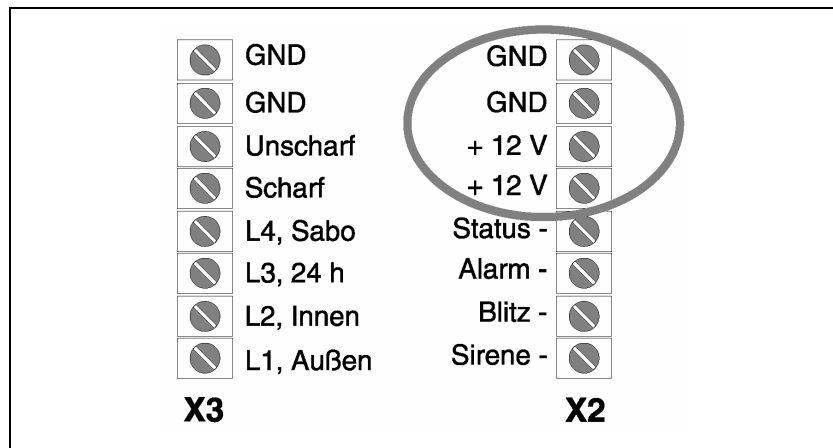 GND
GND
Unscharf
Scharf
L4, Sabo
L3, 24 h
L2, Innen
L1, Außen
X3
GND
GND
+ 12 V
+ 12 V
Status -
Alarm -
Blitz -
Sirene -
X2